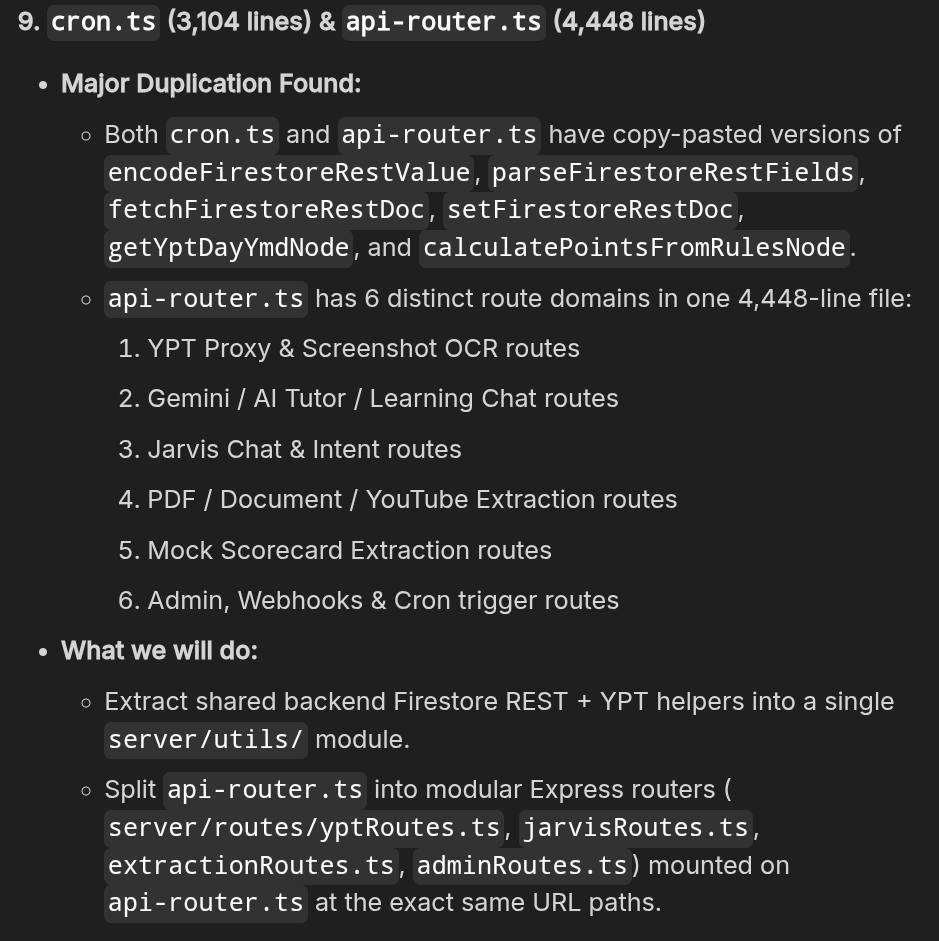 9. cron.ts (3,104 lines) & api-router.ts (4,448 lines)
• Major Duplication Found:
○ Both cron.ts and api-router.ts have copy-pasted versions of
encodeFirestoreRestValue, parseFirestoreRestFields,
fetchFirestoreRestDoc, setFirestoreRestDoc,
getYptDayYmdNode, and calculatePointsFromRulesNode.
○ api-router.ts has 6 distinct route domains in one 4,448-line file:
1. YPT Proxy & Screenshot OCR routes
2. Gemini / AI Tutor / Learning Chat routes
3. Jarvis Chat & Intent routes
4. PDF / Document / YouTube Extraction routes
5. Mock Scorecard Extraction routes
6. Admin, Webhooks & Cron trigger routes
• What we will do:
○ Extract shared backend Firestore REST + YPT helpers into a single
server/utils/ module.
○ Split api-router.ts into modular Express routers (
server/routes/yptRoutes.ts, jarvisRoutes.ts,
extractionRoutes.ts, adminRoutes.ts) mounted on
api-router.ts at the exact same URL paths.